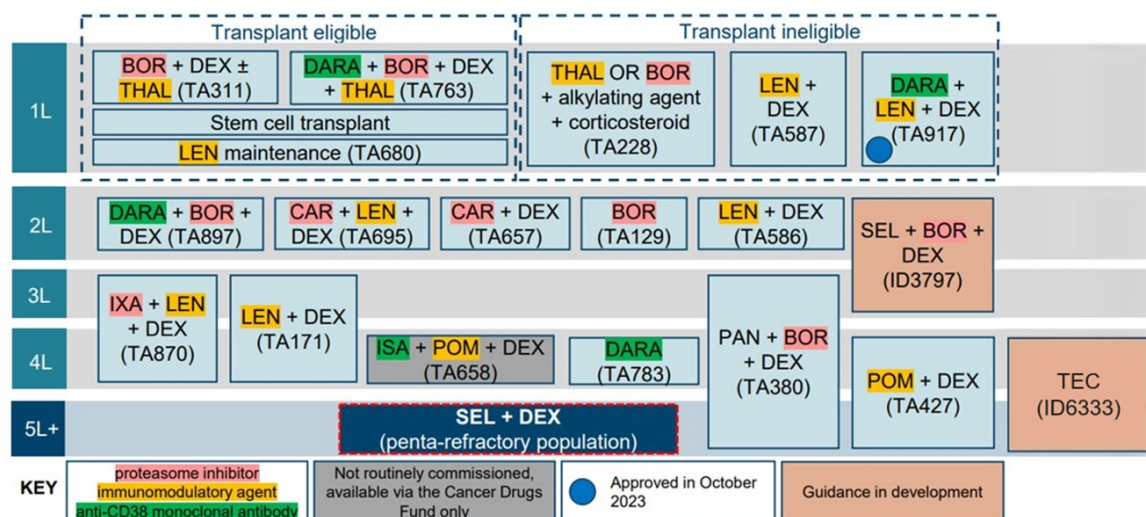 Transplant eligible
Transplant ineligible
1L
BOR + DEX ±
THAL (TA311)
DARA + BOR + DEX
+ THAL (TA763)
Stem cell transplant
LEN maintenance (TA680)
THAL OR BOR
+ alkylating agent
+ corticosteroid
(TA228)
LEN +
DEX
(TA587)
DARA +
LEN + DEX
(TA917)
2L
DARA + BOR +
DEX (TA897)
CAR + LEN +
DEX (TA695)
CAR + DEX
(TA657)
BOR
(TA129)
LEN + DEX
(TA586)
SEL + BOR +
DEX
(ID3797)
3L
IXA + LEN
+ DEX
(TA870)
LEN + DEX
(TA171)
PAN + BOR
+ DEX
(TA380)
4L
ISA + POM + DEX
(TA658)
DARA
(TA783)
POM + DEX
(TA427)
TEC
(ID6333)
5L+
SEL + DEX
(penta-refractory population)
KEY
proteasome inhibitor
immunomodulatory agent
anti-CD38 monoclonal antibody
Not routinely commissioned,
available via the Cancer Drugs
Fund only
Approved in October
2023
Guidance in development